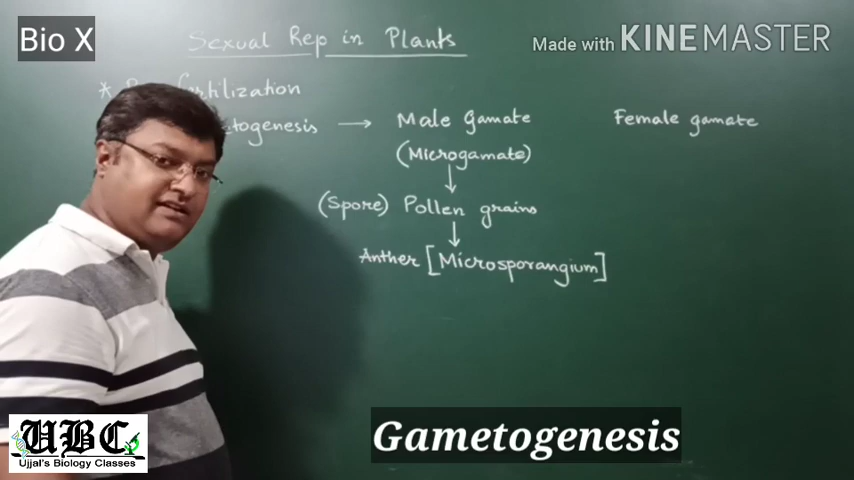 Bio X
Made with KINEMASTER
Sexual Rep in Plants
* fertilization
togenesis → Male gamate Female gamate
(Microgamate)
↓
(Spore) Pollen grains
↓
Anther [Microsporangium]
Gametogenesis
UBC
Ujjal's Biology Classes